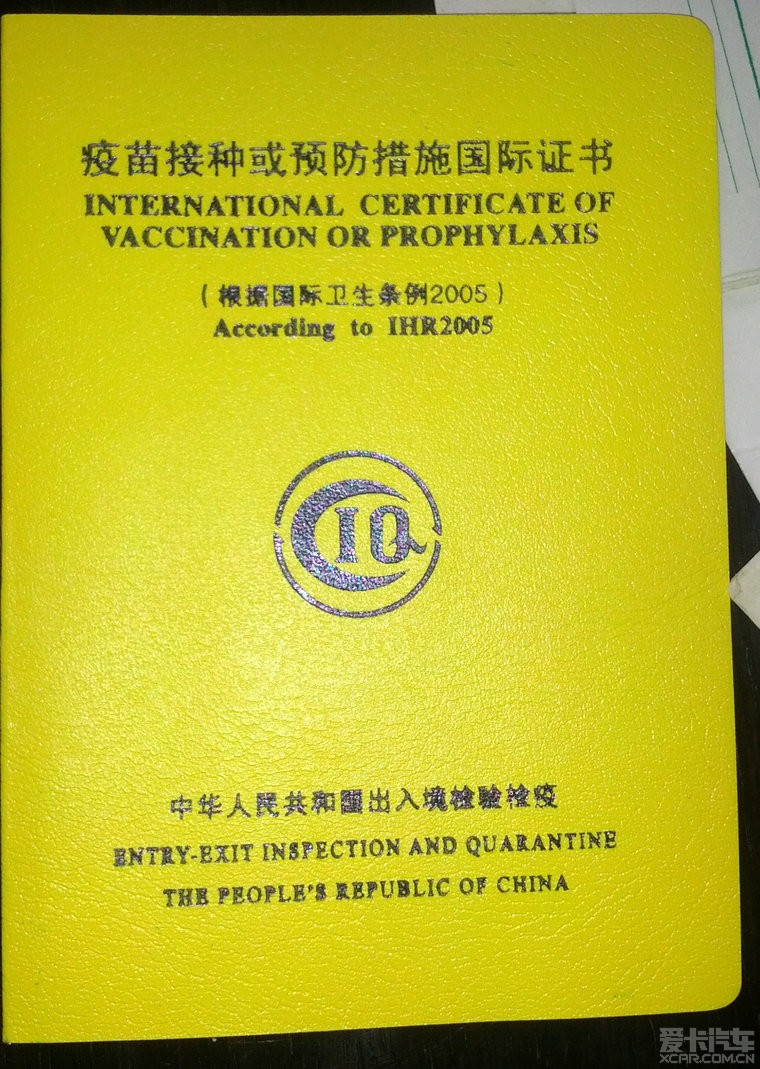 疫苗接种或预防措施国际证书
INTERNATIONAL CERTIFICATE OF
VACCINATION OR PROPHYLAXIS
（根据国际卫生条例2005）
According to IHR2005
CIQ
中华人民共和国出入境检验检疫
ENTRY-EXIT INSPECTION AND QUARANTINE
THE PEOPLE'S REPUBLIC OF CHINA
爱卡汽车
XCAR.COM.CN